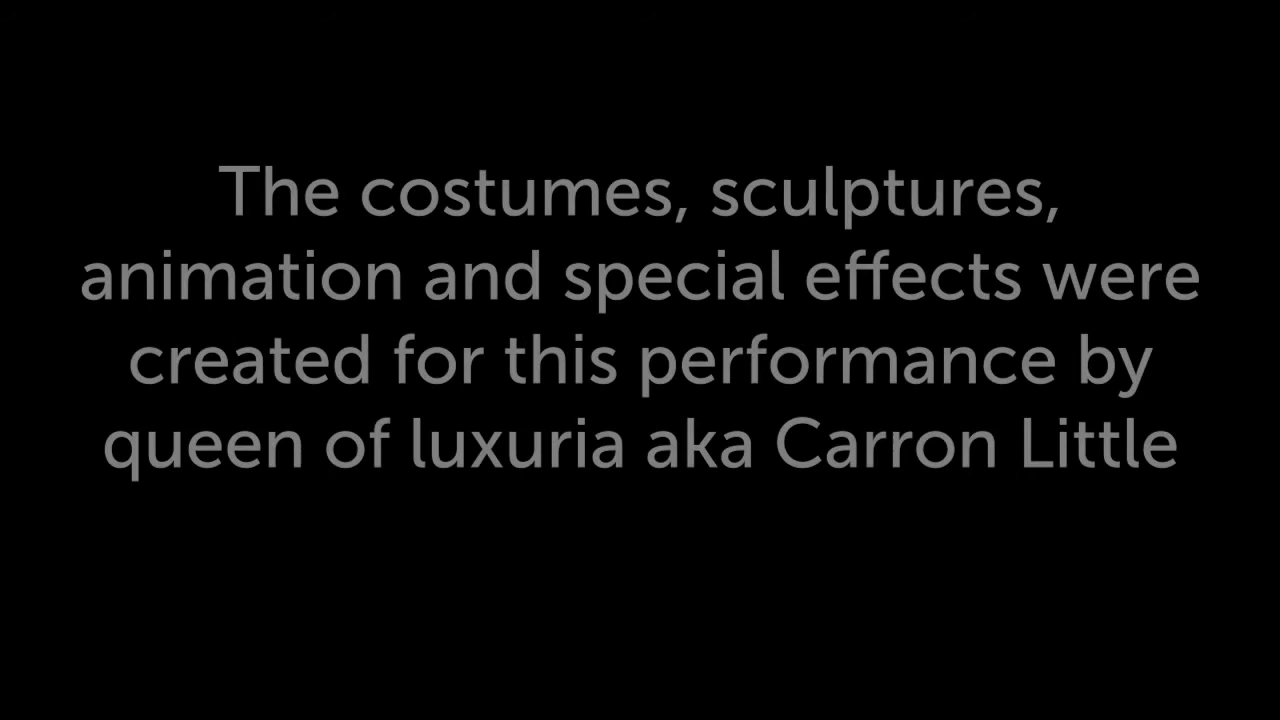 The costumes, sculptures,
animation and special effects were
created for this performance by
queen of luxuria aka Carron Little